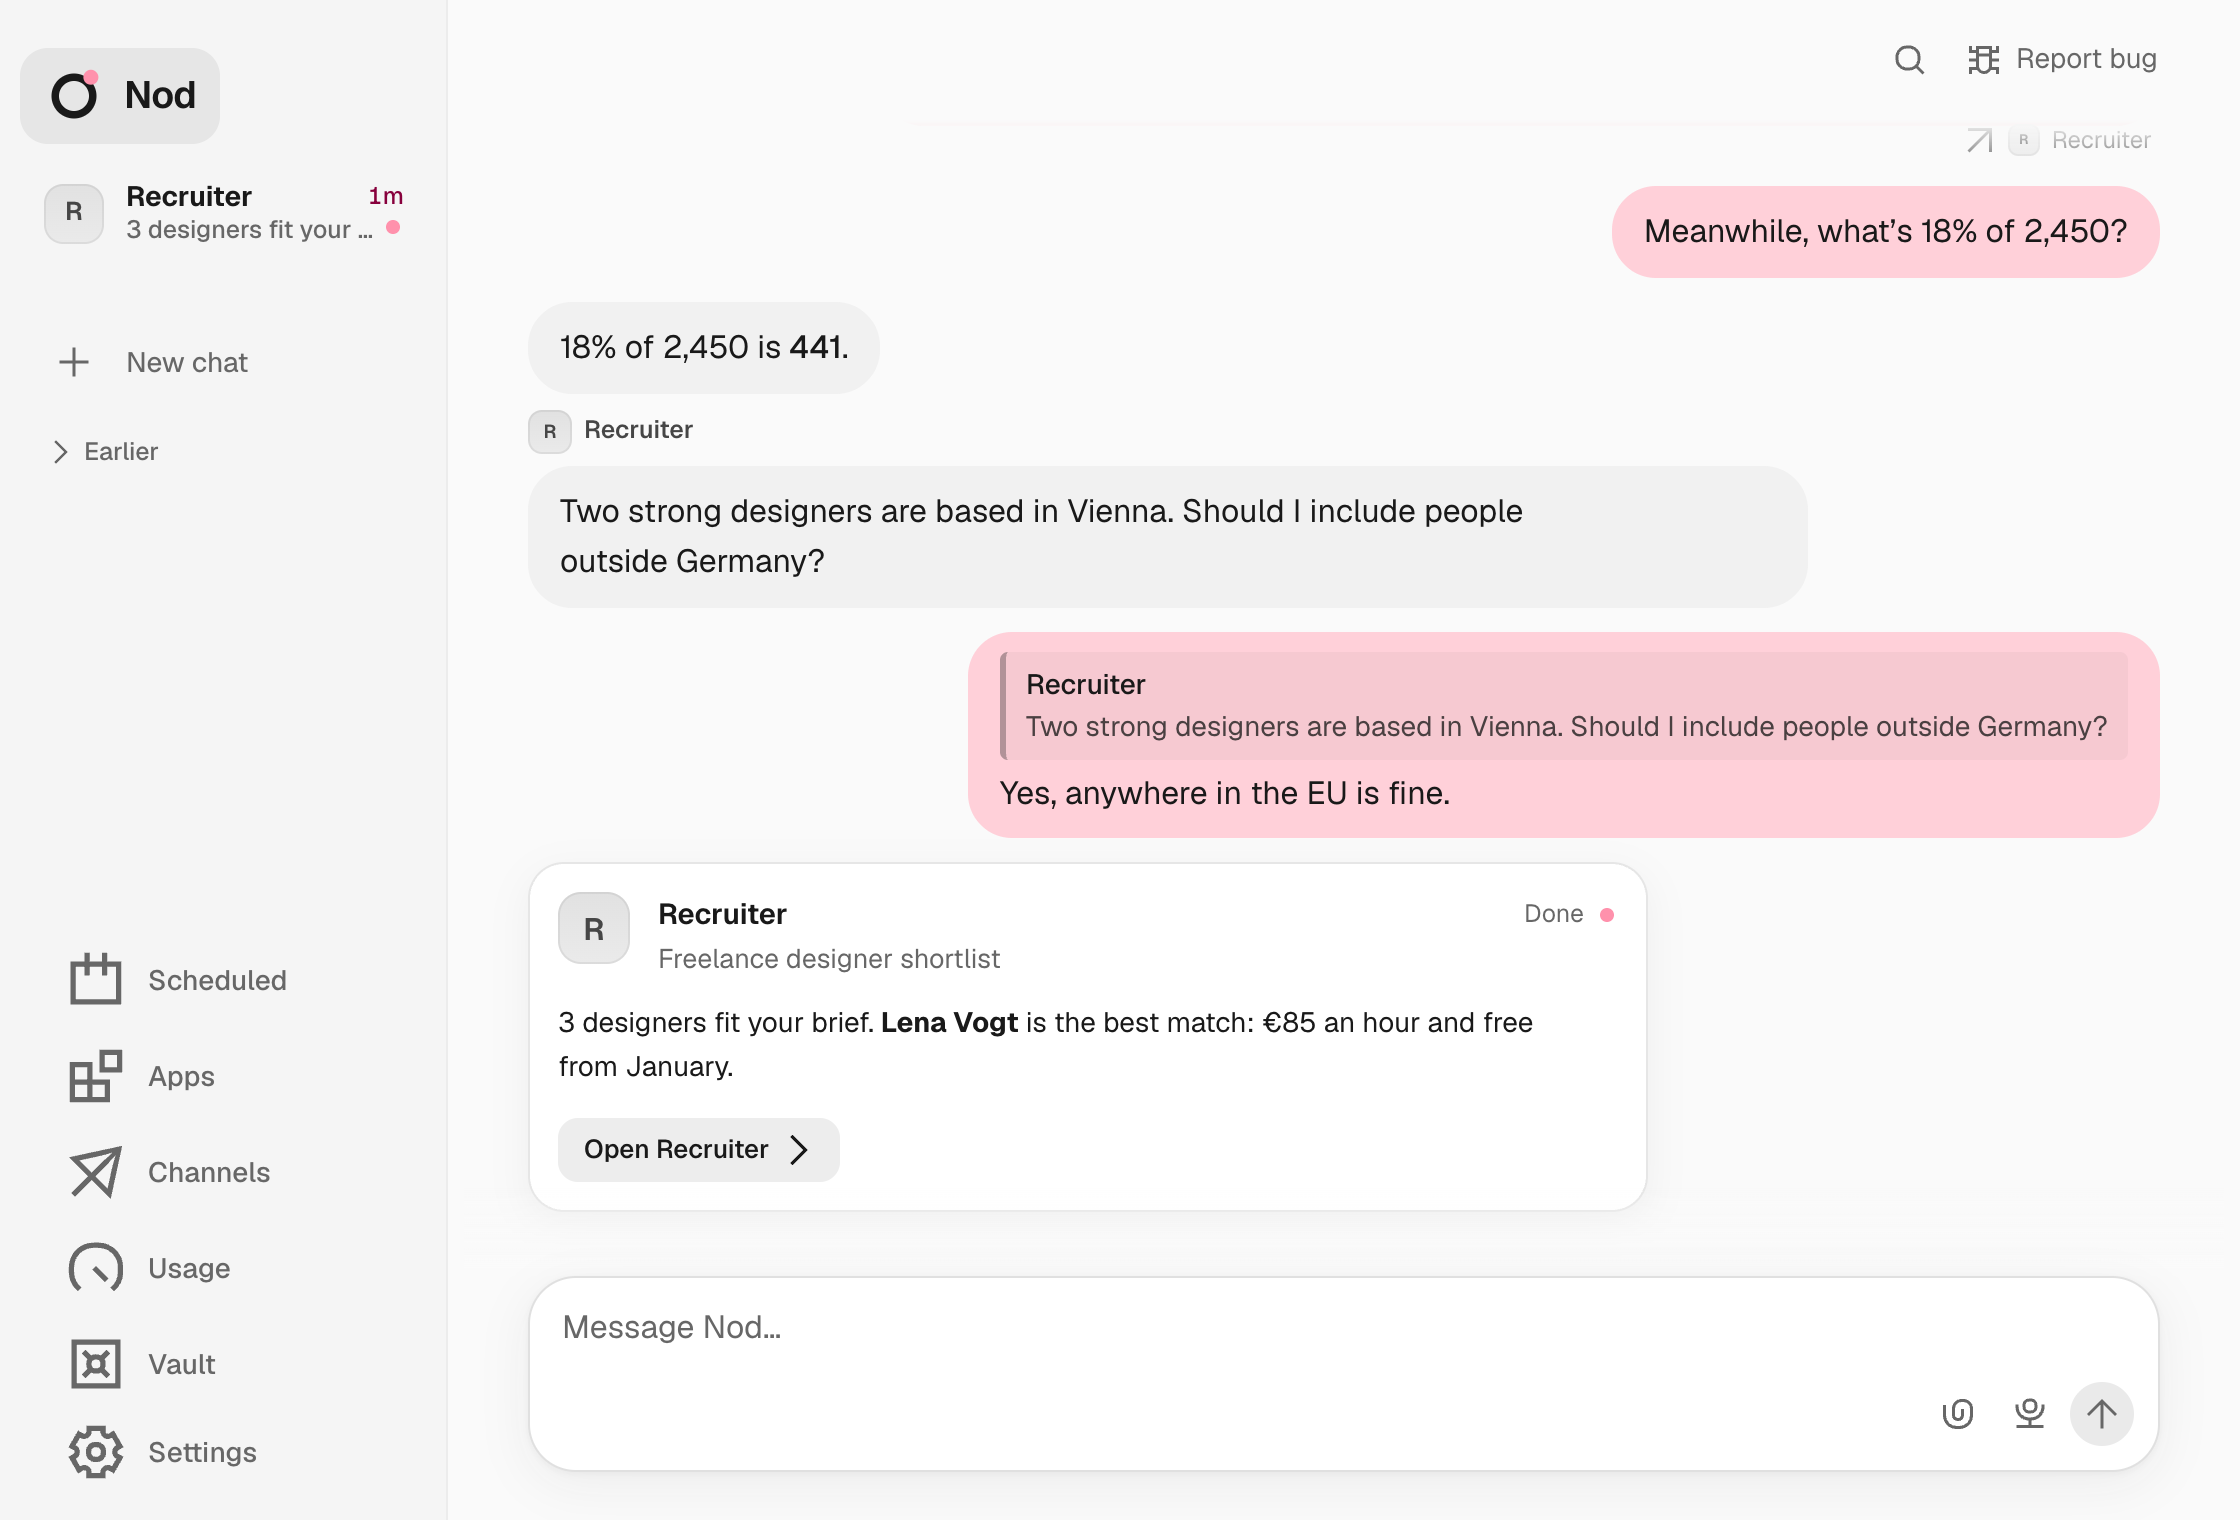 Nod
R
Recruiter
1m
3 designers fit your ...
New chat
Earlier
Scheduled
Apps
Channels
Usage
Vault
Settings
Report bug
R
Recruiter
Meanwhile, what’s 18% of 2,450?
18% of 2,450 is 441.
R
Recruiter
Two strong designers are based in Vienna. Should I include people
outside Germany?
Recruiter
Two strong designers are based in Vienna. Should I include people outside Germany?
Yes, anywhere in the EU is fine.
R
Recruiter
Done
Freelance designer shortlist
3 designers fit your brief. Lena Vogt is the best match: €85 an hour and free
from January.
Open Recruiter
Message Nod...